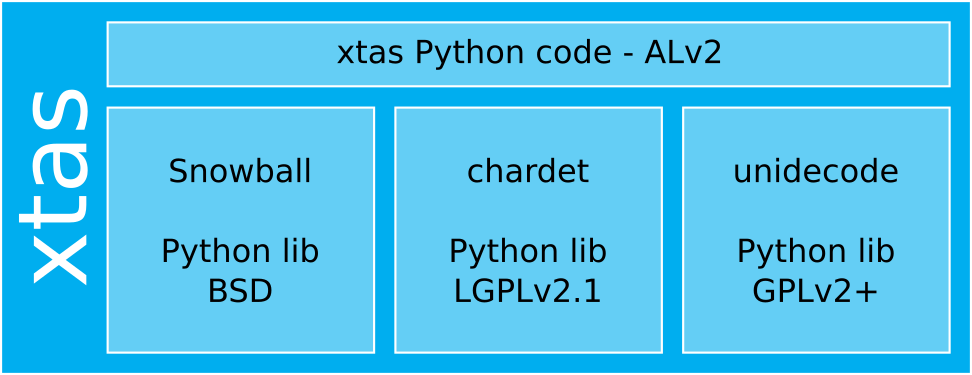 xtas
xtas Python code - ALv2
Snowball
Python lib
BSD
chardet
Python lib
LGPLv2.1
unidecode
Python lib
GPLv2+